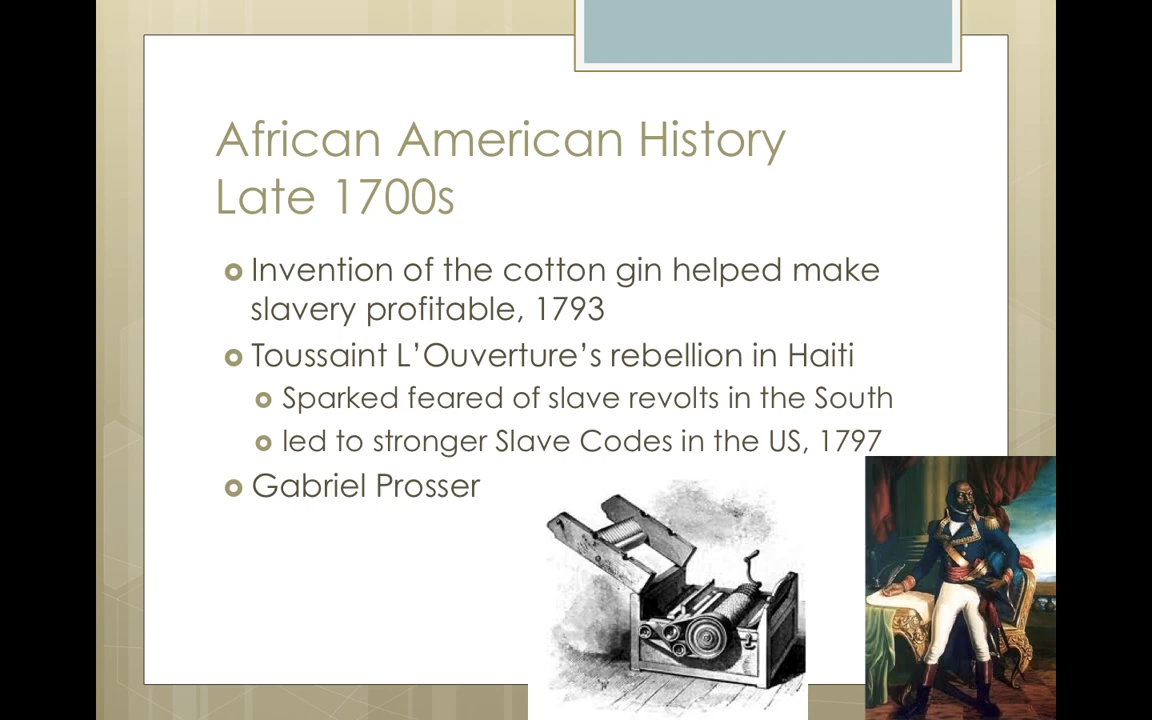 African American History
Late 1700s
Invention of the cotton gin helped make
slavery profitable, 1793
Toussaint L’Ouverture’s rebellion in Haiti
Sparked feared of slave revolts in the South
led to stronger Slave Codes in the US, 1797
Gabriel Prosser